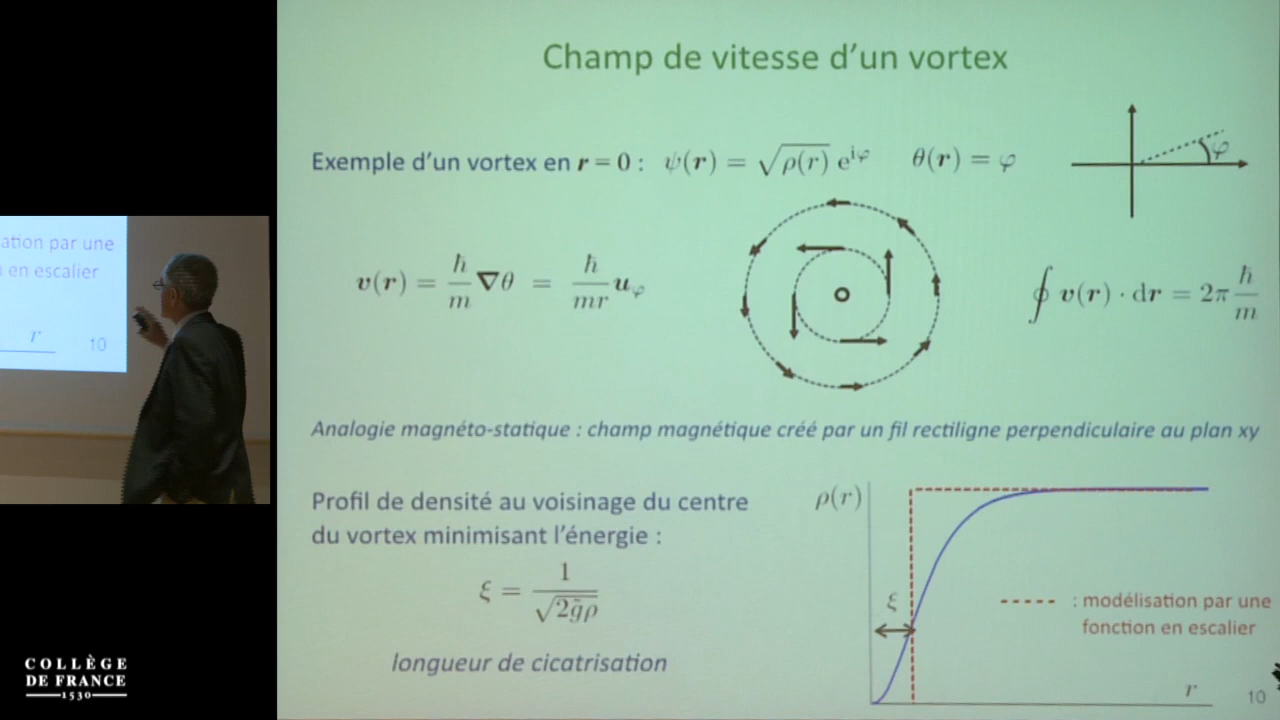 Champ de vitesse d'un vortex
Exemple d'un vortex en r = 0 : ψ(r) = √ρ(r) e^{iφ} θ(r) = φ
φ
v(r) = ħ/m ∇θ = ħ/mr u_φ
∮ v(r) · dr = 2π ħ/m
Analogie magnéto-statique : champ magnétique créé par un fil rectiligne perpendiculaire au plan xy
Profil de densité au voisinage du centre
du vortex minimisant l'énergie :
ξ = 1/√2g̃ρ
longueur de cicatrisation
ρ(r)
ξ
: modélisation par une
fonction en escalier
r
10
ation par une
en escalier
r
10
COLLÈGE
DE FRANCE
1530